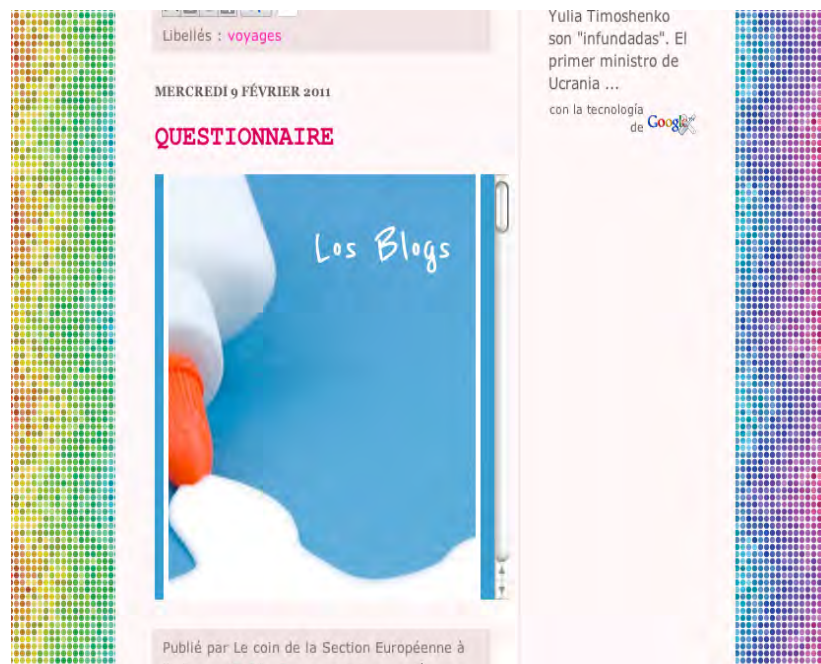 Libellés : voyages
MERCREDI 9 FÉVRIER 2011
QUESTIONNAIRE
Los Blogs
Publié par Le coin de la Section Européenne à
Yulia Timoshenko
son "infundadas". El
primer ministro de
Ucrania ...
con la tecnología
de Google